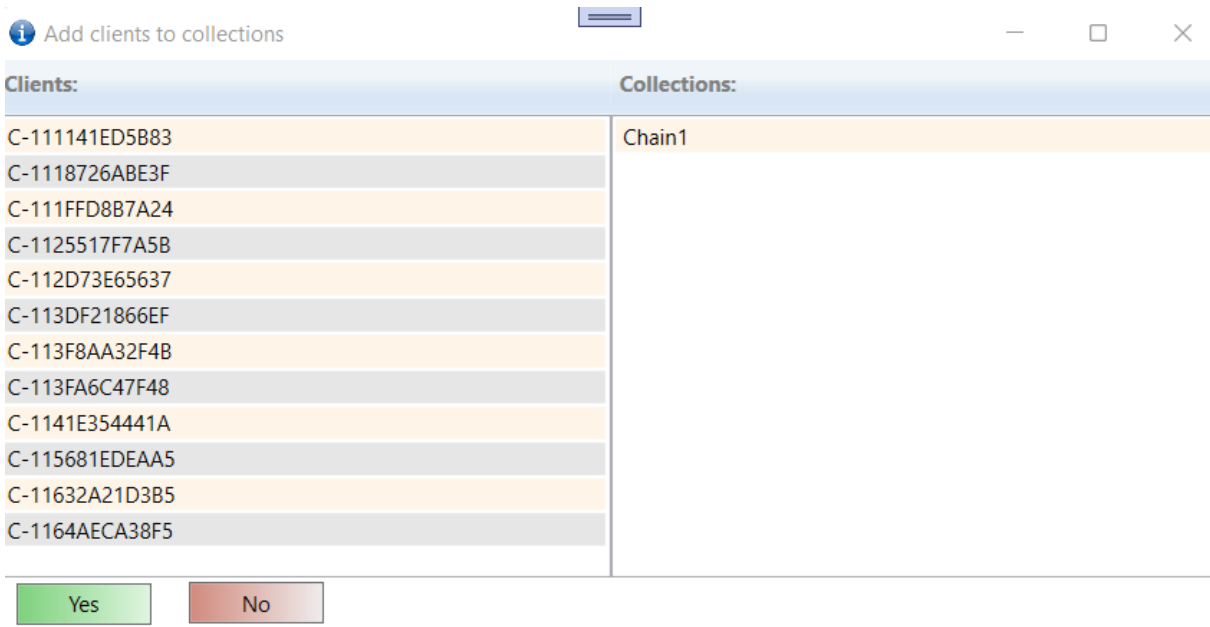 Add clients to collections
Clients:
Collections:
C-111141ED5B83
Chain1
C-1118726ABE3F
C-111FFD8B7A24
C-1125517F7A5B
C-112D73E65637
C-113DF21866EF
C-113F8AA32F4B
C-113FA6C47F48
C-1141E354441A
C-115681EDEAA5
C-11632A21D3B5
C-1164AECA38F5
Yes
No